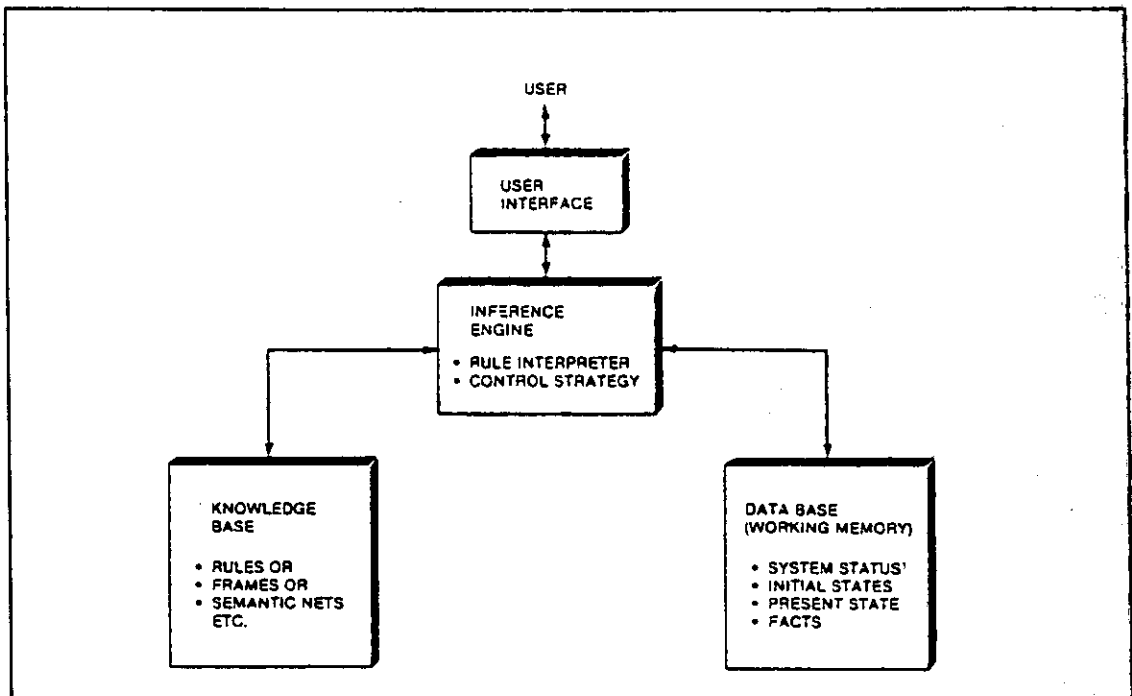 USER
USER
INTERFACE
INFERENCE
ENGINE
• RULE INTERPRETER
• CONTROL STRATEGY
KNOWLEDGE
BASE
• RULES OR
• FRAMES OR
• SEMANTIC NETS
ETC.
DATA BASE
(WORKING MEMORY)
• SYSTEM STATUS'
• INITIAL STATES
• PRESENT STATE
• FACTS